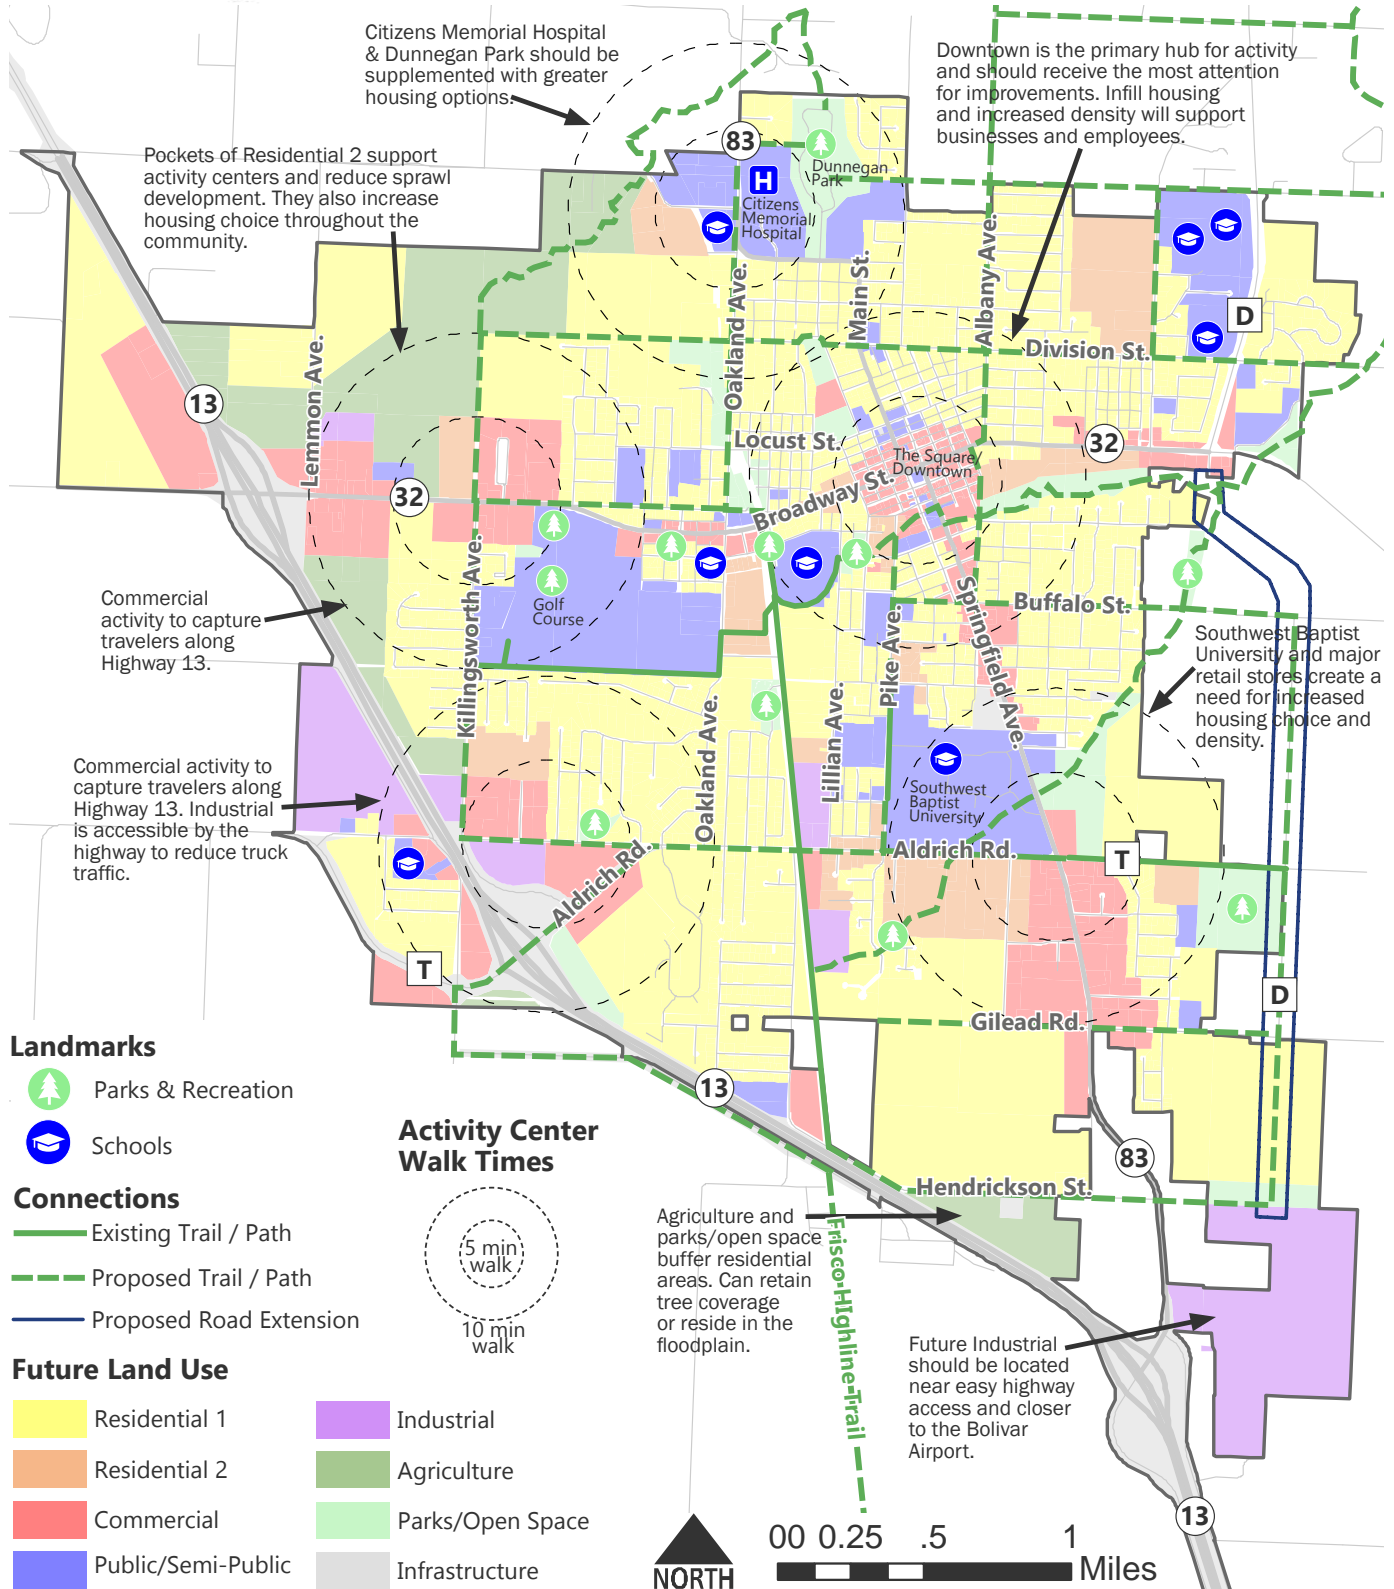 Citizens Memorial Hospital
& Dunnegan Park should be
supplemented with greater
housing options.
Downtown is the primary hub for activity
and should receive the most attention
for improvements. Infill housing
and increased density will support
businesses and employees.
Pockets of Residential 2 support
activity centers and reduce sprawl
development. They also increase
housing choice throughout the
community.
83
H
Dunnegan
Park
Citizens
Memorial
Hospital
Oakland Ave.
Main St.
Albany Ave.
D
Division St.
Lemmon Ave.
13
Locust St.
32
The Square/
Downtown
32
Broadway St.
Killingsworth Ave.
Golf
Course
Commercial
activity to capture
travelers along
Highway 13.
Pike Ave.
Springfield Ave.
Buffalo St.
Southwest Baptist
University and major
retail stores create a
need for increased
housing choice and
density.
Oakland Ave.
Lillian Ave.
Southwest
Baptist
University
Commercial activity to
capture travelers along
Highway 13. Industrial
is accessible by the
highway to reduce truck
traffic.
Aldrich Rd.
Aldrich Rd.
T
T
D
Gilead Rd.
13
83
Hendrickson St.
Agriculture and
parks/open space
buffer residential
areas. Can retain
tree coverage
or reside in the
floodplain.
Frisco HIghline Trail
Future Industrial
should be located
near easy highway
access and closer
to the Bolivar
Airport.
13
Landmarks
Parks & Recreation
Schools
Connections
Existing Trail / Path
Proposed Trail / Path
Proposed Road Extension
Activity Center
Walk Times
5 min
walk
10 min
walk
Future Land Use
Residential 1
Residential 2
Commercial
Public/Semi-Public
Industrial
Agriculture
Parks/Open Space
Infrastructure
NORTH
00 0.25 .5 1
Miles